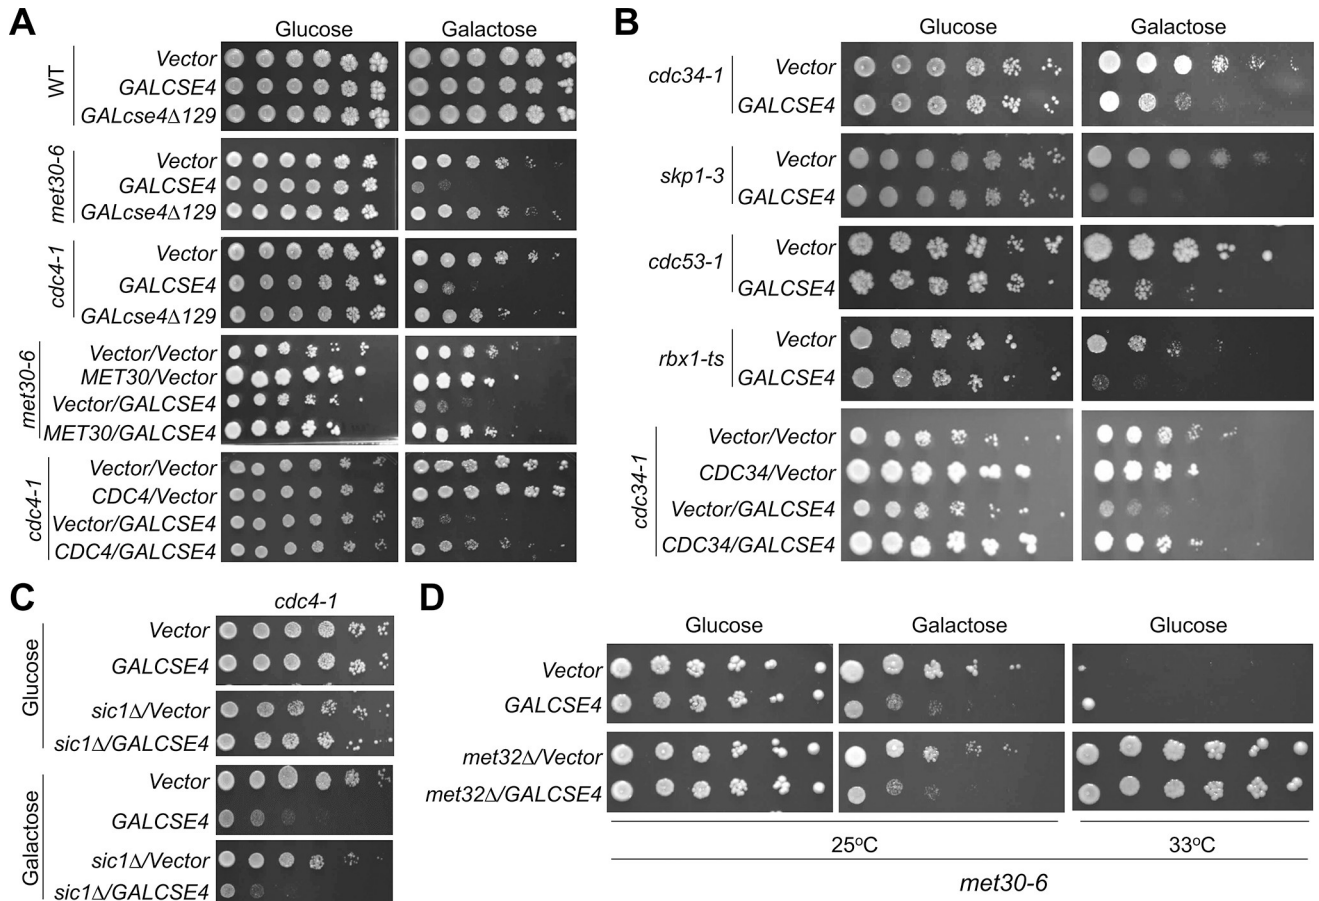 A
Glucose Galactose
WT
Vector
GALCSE4
GALcse4Δ129
met30-6
Vector
GALCSE4
GALcse4Δ129
cdc4-1
Vector
GALCSE4
GALcse4Δ129
met30-6
Vector/Vector
MET30/Vector
Vector/GALCSE4
MET30/GALCSE4
cdc4-1
Vector/Vector
CDC4/Vector
Vector/GALCSE4
CDC4/GALCSE4
B
Glucose Galactose
cdc34-1
Vector
GALCSE4
skp1-3
Vector
GALCSE4
cdc53-1
Vector
GALCSE4
rbx1-ts
Vector
GALCSE4
cdc34-1
Vector/Vector
CDC34/Vector
Vector/GALCSE4
CDC34/GALCSE4
C
cdc4-1
Glucose
Vector
GALCSE4
sic1Δ/Vector
sic1Δ/GALCSE4
Galactose
Vector
GALCSE4
sic1Δ/Vector
sic1Δ/GALCSE4
D
Glucose Galactose Glucose
Vector
GALCSE4
met32Δ/Vector
met32Δ/GALCSE4
25°C 33°C
met30-6